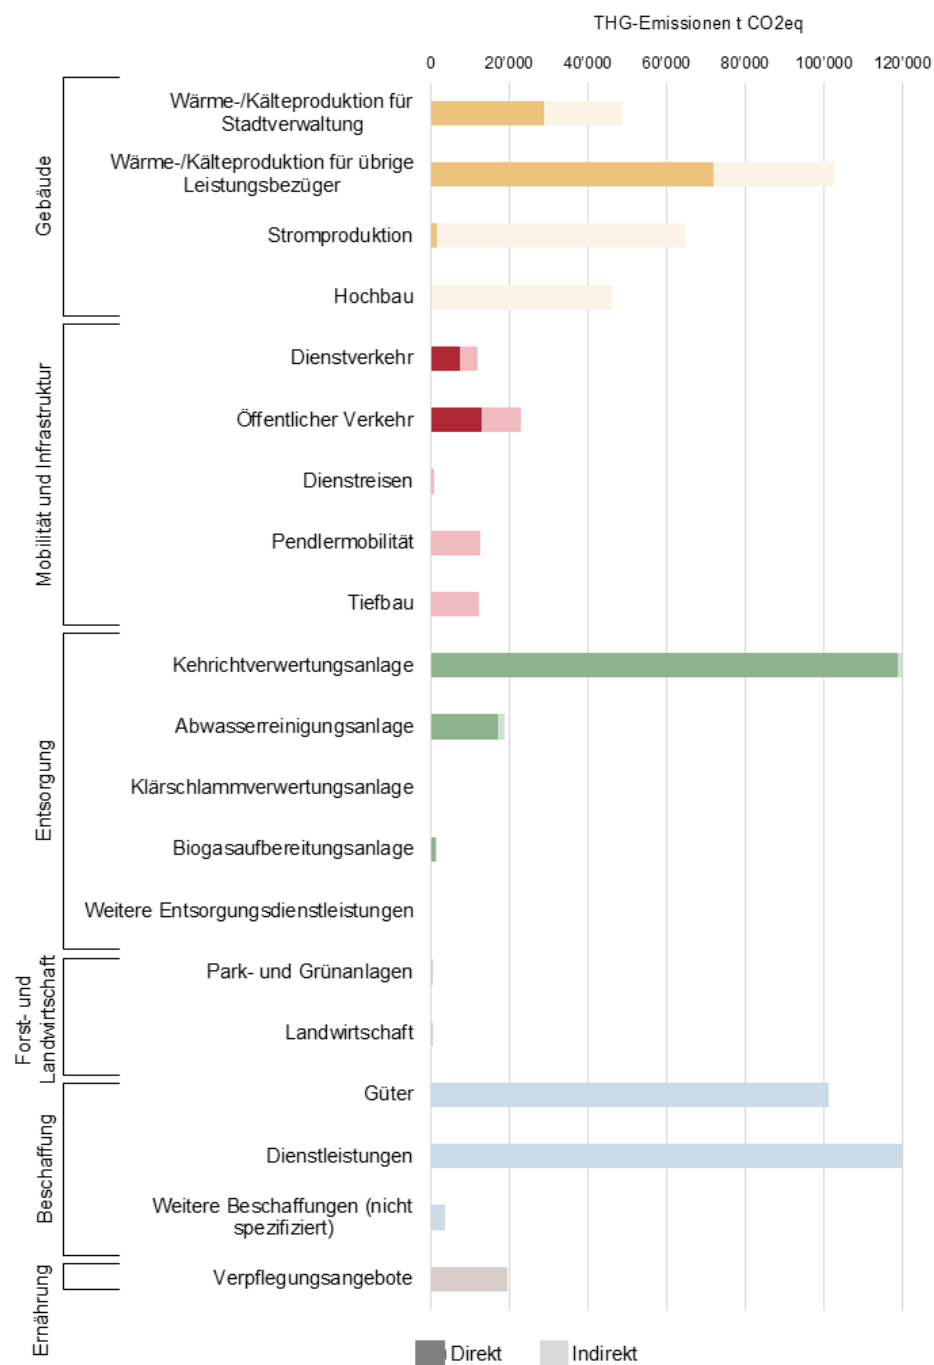 THG-Emissionen t CO2eq
0 20'000 40'000 60'000 80'000 100'000 120'000
Gebäude
Wärme-/Kälteproduktion für
Stadtverwaltung
Wärme-/Kälteproduktion für übrige
Leistungsbezüger
Stromproduktion
Hochbau
Mobilität und Infrastruktur
Dienstverkehr
Öffentlicher Verkehr
Dienstreisen
Pendlermobilität
Tiefbau
Entsorgung
Kehrichtverwertungsanlage
Abwasserreinigungsanlage
Klärschlammverwertungsanlage
Biogasaufbereitungsanlage
Weitere Entsorgungsdienstleistungen
Forst- und
Landwirtschaft
Park- und Grünanlagen
Landwirtschaft
Beschaffung
Güter
Dienstleistungen
Weitere Beschaffungen (nicht
spezifiziert)
Ernährung
Verpflegungsangebote
Direkt Indirekt